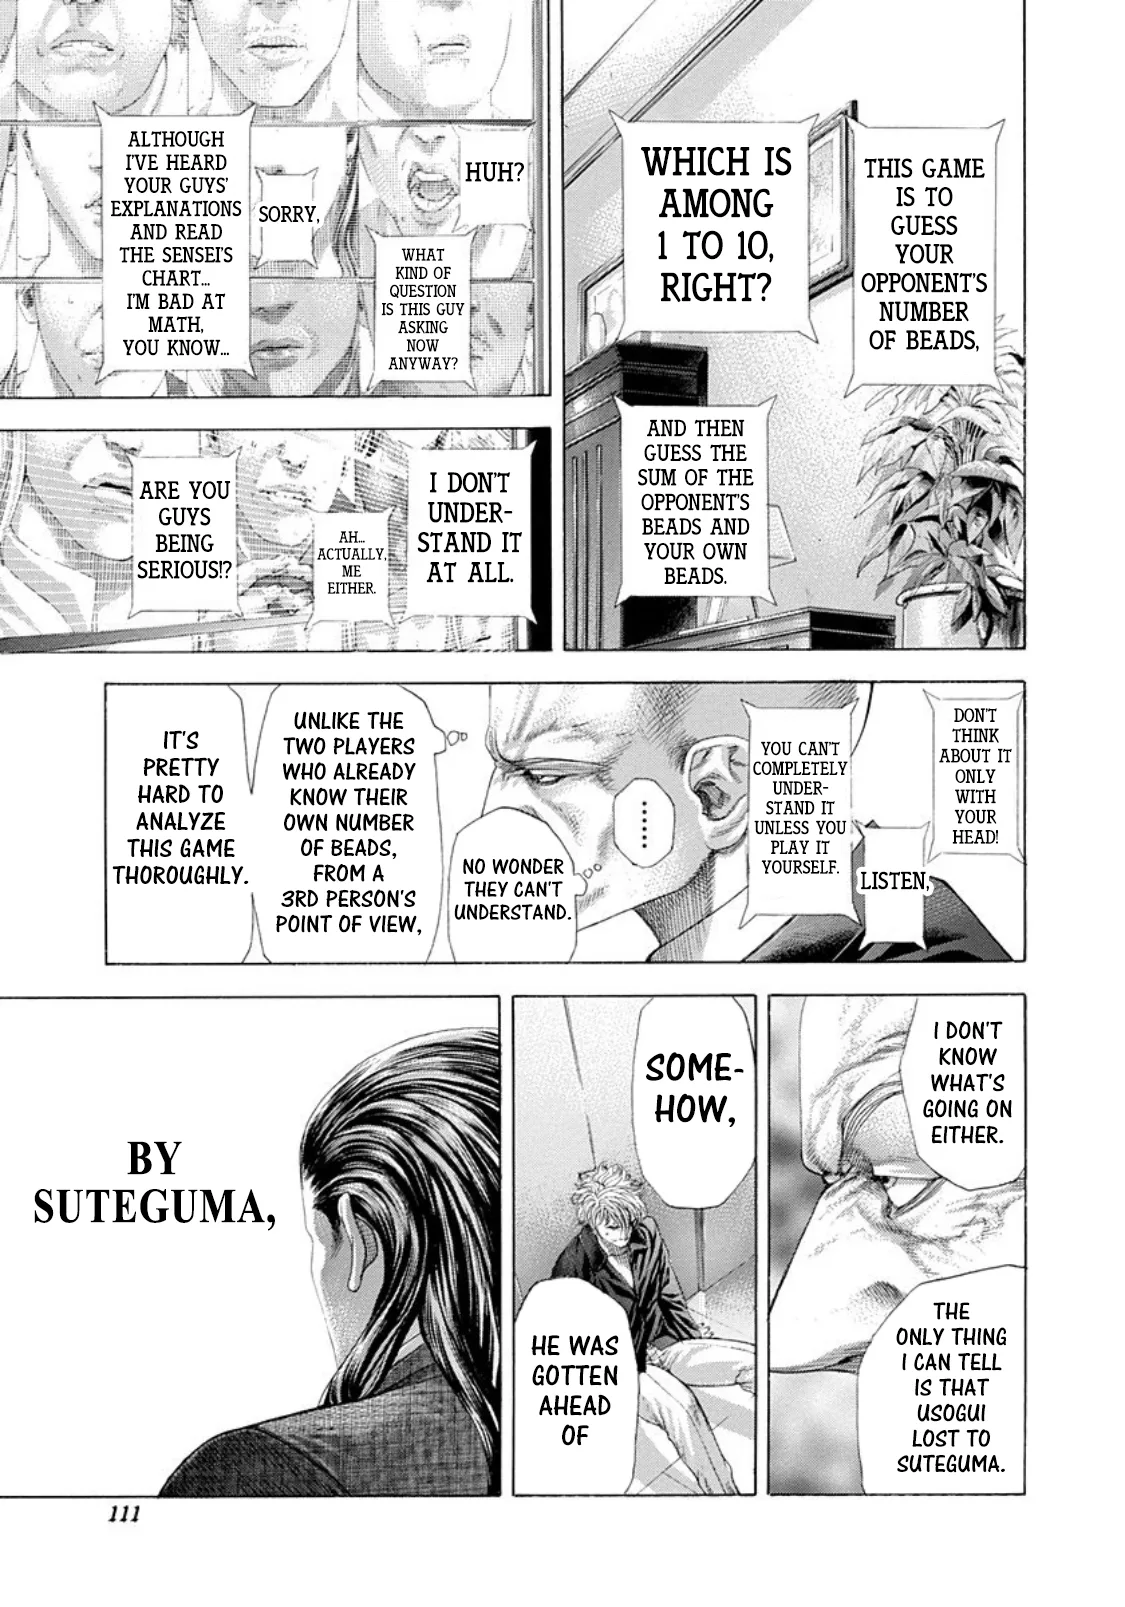 THIS GAME
IS TO
GUESS
YOUR
OPPONENT'S
NUMBER
OF BEADS,
WHICH IS
AMONG
1 TO 10,
RIGHT?
AND THEN
GUESS THE
SUM OF THE
OPPONENT'S
BEADS AND
YOUR OWN
BEADS.
HUH?
WHAT
KIND OF
QUESTION
IS THIS GUY
ASKING
NOW
ANYWAY?
SORRY,
ALTHOUGH
I'VE HEARD
YOUR GUYS'
EXPLANATIONS
AND READ
THE SENSEI'S
CHART...
I'M BAD AT
MATH,
YOU KNOW...
I DON'T
UNDER-
STAND IT
AT ALL.
AH...
ACTUALLY,
ME
EITHER.
ARE YOU
GUYS
BEING
SERIOUS!?
DON'T
THINK
ABOUT IT
ONLY
WITH
YOUR
HEAD!
LISTEN,
YOU CAN'T
COMPLETELY
UNDER-
STAND IT
UNLESS YOU
PLAY IT
YOURSELF.
......
NO WONDER
THEY CAN'T
UNDERSTAND.
UNLIKE THE
TWO PLAYERS
WHO ALREADY
KNOW THEIR
OWN NUMBER
OF BEADS,
FROM A
3RD PERSON'S
POINT OF VIEW,
IT'S
PRETTY
HARD TO
ANALYZE
THIS GAME
THOROUGHLY.
I DON'T
KNOW
WHAT'S
GOING ON
EITHER.
THE
ONLY THING
I CAN TELL
IS THAT
USOGUI
LOST TO
SUTEGUMA.
SOME-
HOW,
HE WAS
GOTTEN
AHEAD
OF
BY
SUTEGUMA,
111